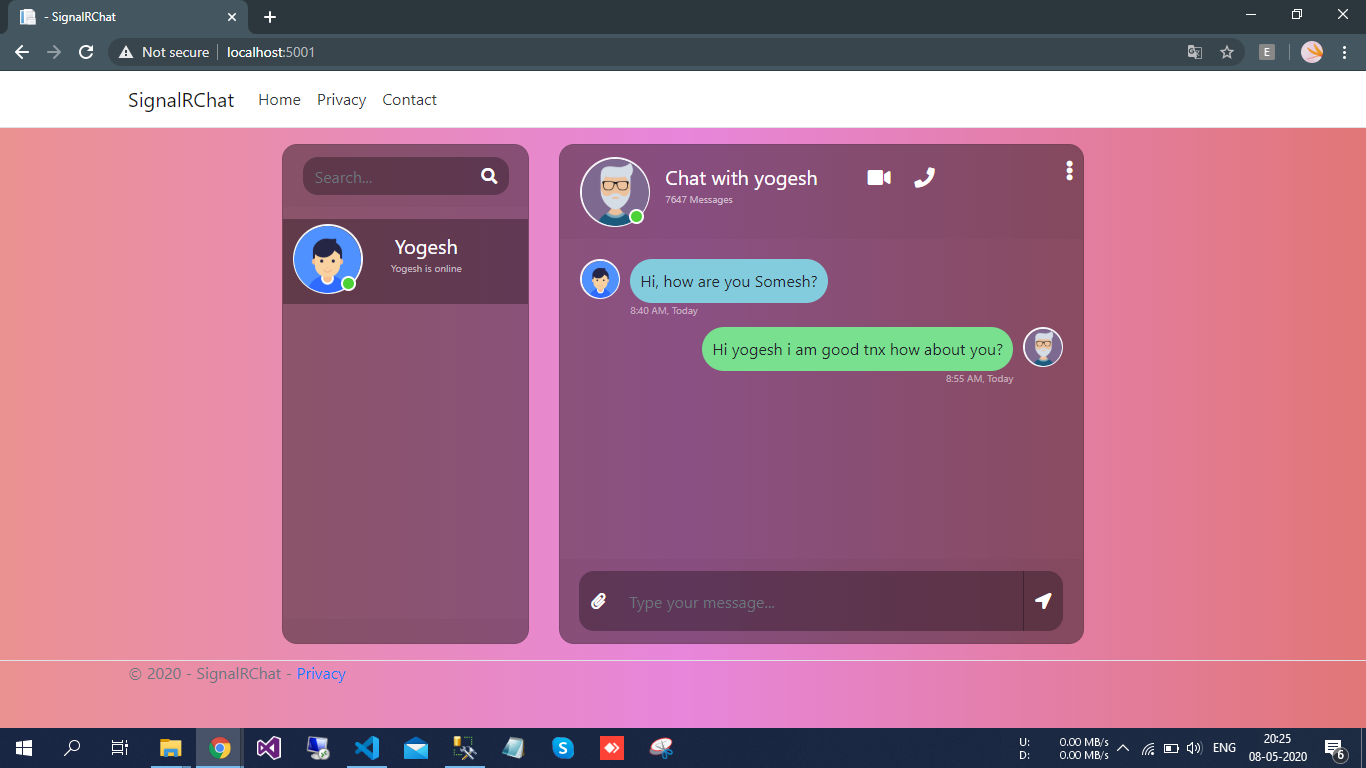 - SignalRChat
Not secure
localhost:5001
E
SignalRChat Home Privacy Contact
Search...
Yogesh
Yogesh is online
Chat with yogesh
7647 Messages
Hi, how are you Somesh?
8:40 AM, Today
Hi yogesh i am good tnx how about you?
8:55 AM, Today
Type your message...
© 2020 - SignalRChat - Privacy
U: 0.00 MB/s
D: 0.00 MB/s
ENG
20:25
08-05-2020
6